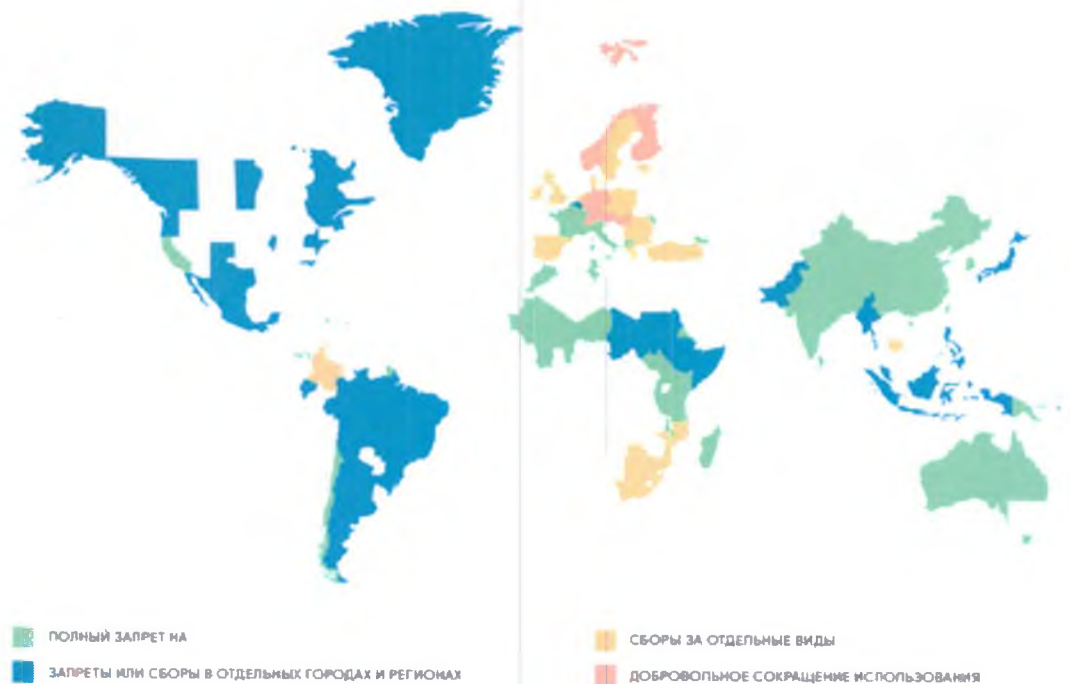 ПОЛНЫЙ ЗАПРЕТ НА
ЗАПРЕТЫ ИЛИ СБОРЫ В ОТДЕЛЬНЫХ ГОРОДАХ И РЕГИОНАХ
СБОРЫ ЗА ОТДЕЛЬНЫЕ ВИДЫ
ДОБРОВОЛЬНОЕ СОКРАЩЕНИЕ ИСПОЛЬЗОВАНИЯ